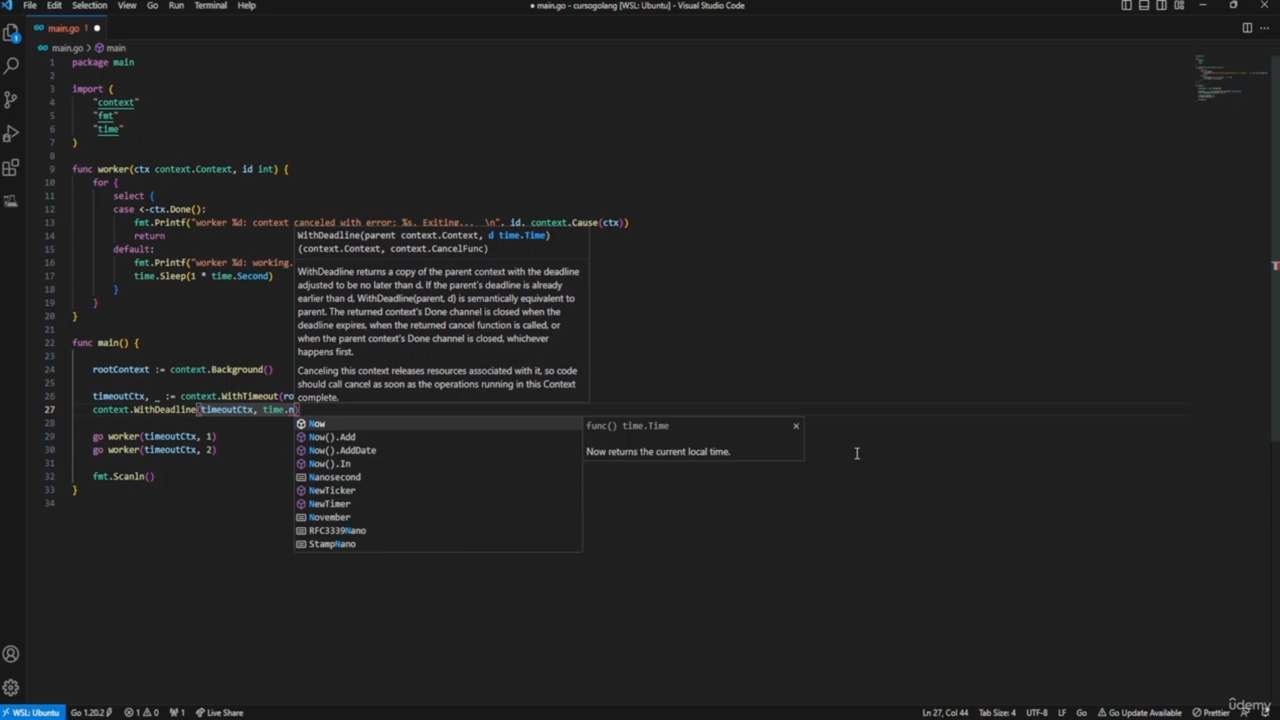 File Edit Selection View Go Run Terminal Help
● main.go - cursogolang [WSL: Ubuntu] - Visual Studio Code
main.go 1 ●
main.go > main
1 package main
2
3 import (
4 "context"
5 "fmt"
6 "time"
7 )
8
9 func worker(ctx context.Context, id int) {
10 for {
11 select {
12 case <-ctx.Done():
13 fmt.Printf("worker %d: context canceled with error: %s. Exiting... \n", id, context.Cause(ctx))
14 return
15 default:
16 fmt.Printf("worker %d: working.
17 time.Sleep(1 * time.Second)
18 }
19 }
20 }
21
22 func main() {
23
24 rootContext := context.Background()
25
26 timeoutCtx, _ := context.WithTimeout(ro
27 context.WithDeadline(timeoutCtx, time.n)
28
29 go worker(timeoutCtx, 1)
30 go worker(timeoutCtx, 2)
31
32 fmt.Scanln()
33 }
34
WithDeadline(parent context.Context, d time.Time)
(context.Context, context.CancelFunc)
WithDeadline returns a copy of the parent context with the deadline
adjusted to be no later than d. If the parent's deadline is already
earlier than d, WithDeadline(parent, d) is semantically equivalent to
parent. The returned context's Done channel is closed when the
deadline expires, when the returned cancel function is called, or
when the parent context's Done channel is closed, whichever
happens first.
Canceling this context releases resources associated with it, so code
should call cancel as soon as the operations running in this Context
complete.
Now
Now().Add
Now().AddDate
Now().In
Nanosecond
NewTicker
NewTimer
November
RFC3339Nano
StampNano
func() time.Time
Now returns the current local time.
WSL: Ubuntu Go 1.20.2 1 0 1 Live Share
Ln 27, Col 44 Tab Size: 4 UTF-8 LF Go Go Update Available Prettier
udemy